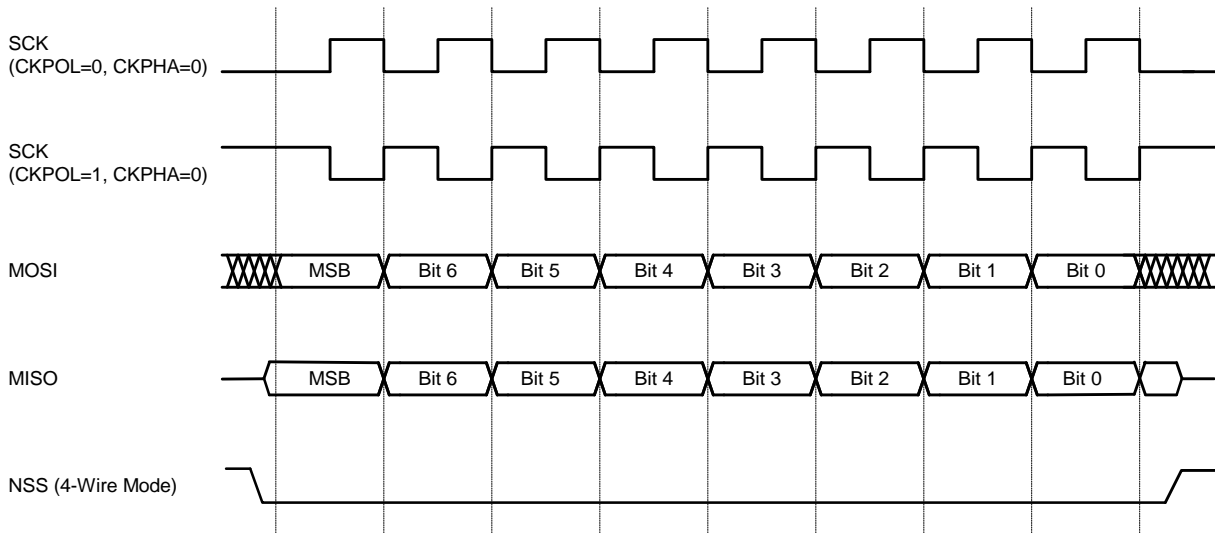 SCK
(CKPOL=0, CKPHA=0)
SCK
(CKPOL=1, CKPHA=0)
MOSI
MSB
Bit 6
Bit 5
Bit 4
Bit 3
Bit 2
Bit 1
Bit 0
MISO
MSB
Bit 6
Bit 5
Bit 4
Bit 3
Bit 2
Bit 1
Bit 0
NSS (4-Wire Mode)